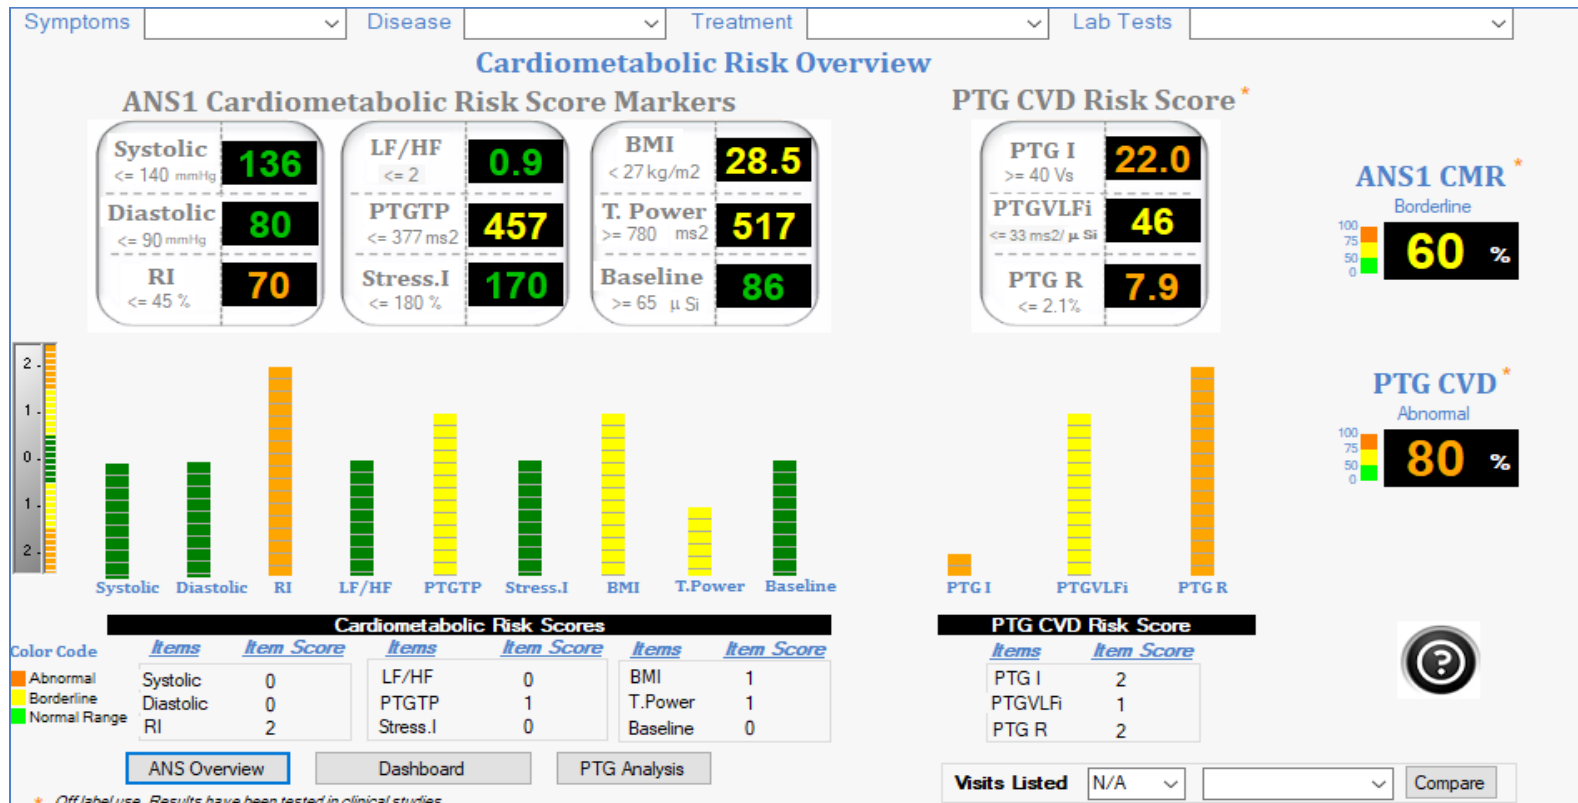 Symptoms Disease Treatment Lab Tests
Cardiometabolic Risk Overview
ANS1 Cardiometabolic Risk Score Markers
PTG CVD Risk Score *
Systolic 136
<= 140 mmHg
Diastolic 80
<= 90 mmHg
RI 70
<= 45 %
LF/HF 0.9
<= 2
PTGTP 457
<= 377 ms2
Stress.I 170
<= 180 %
BMI 28.5
< 27 kg/m2
T. Power 517
>= 780 ms2
Baseline 86
>= 65 µ Si
PTG I 22.0
>= 40 Vs
PTGVLFi 46
<= 33 ms2/ µ Si
PTG R 7.9
<= 2.1%
ANS1 CMR *
Borderline
100
75
50
0
60 %
PTG CVD *
Abnormal
100
75
50
0
80 %
2
1
0
1
2
Systolic Diastolic RI LF/HF PTGTP Stress.I BMI T.Power Baseline
PTG I PTGVLFi PTG R
Cardiometabolic Risk Scores
Items Item Score Items Item Score Items Item Score
Systolic 0 LF/HF 0 BMI 1
Diastolic 0 PTGTP 1 T.Power 1
RI 2 Stress.I 0 Baseline 0
PTG CVD Risk Score
Items Item Score
PTG I 2
PTGVLFi 1
PTG R 2
Color Code
Abnormal
Borderline
Normal Range
?
ANS Overview Dashboard PTG Analysis
Visits Listed N/A Compare
* Off label use. Results have been tested in clinical studies